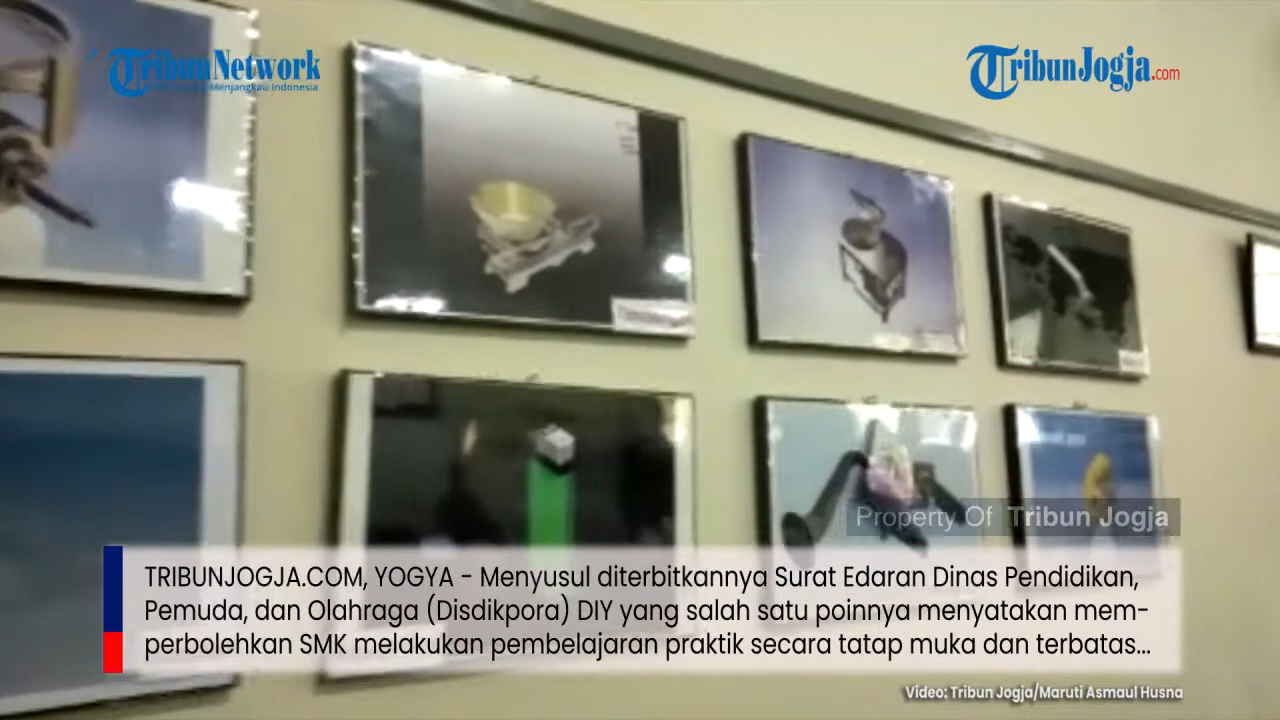 TribunNetwork
Menjangkau Indonesia
TribunJogja.com
Property Of Tribun Jogja
TRIBUNJOGJA.COM, YOGYA - Menyusul diterbitkannya Surat Edaran Dinas Pendidikan,
Pemuda, dan Olahraga (Disdikpora) DIY yang salah satu poinnya menyatakan mem-
perbolehkan SMK melakukan pembelajaran praktik secara tatap muka dan terbatas...
Video: Tribun Jogja/Maruti Asmaul Husna